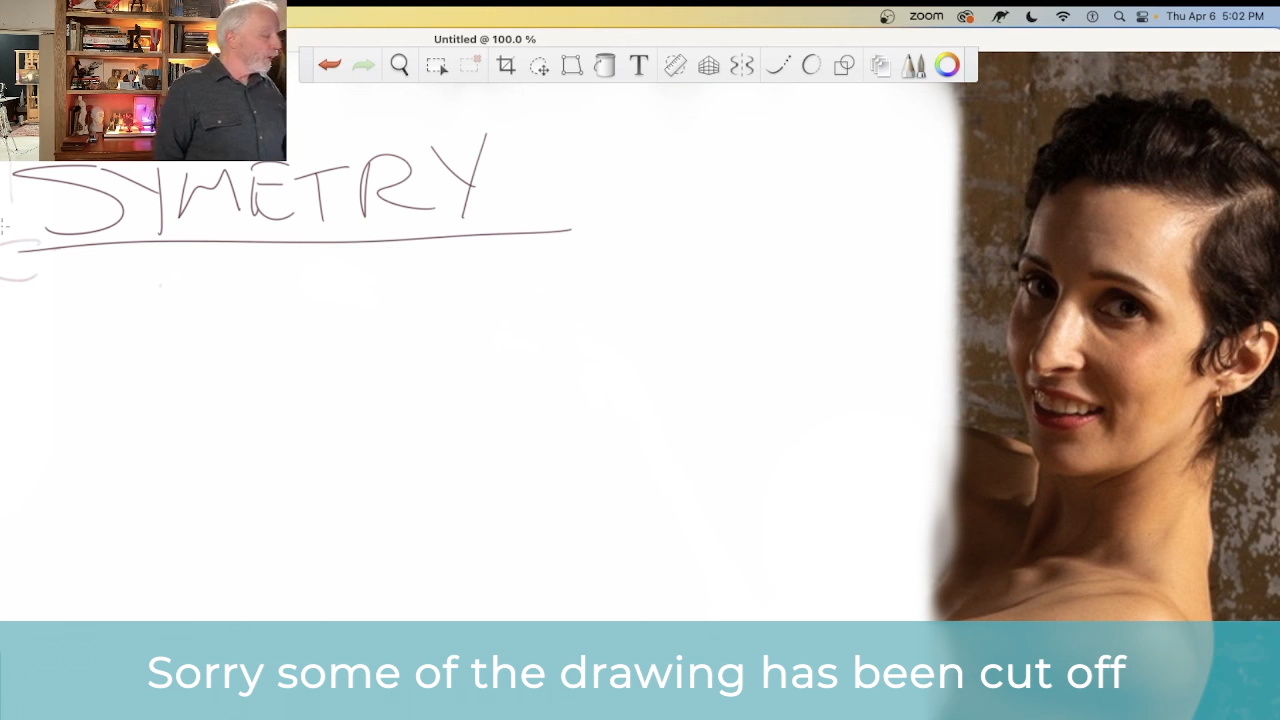 zoom Thu Apr 6 5:02 PM
Untitled @ 100.0 %
T
SYMETRY
Sorry some of the drawing has been cut off